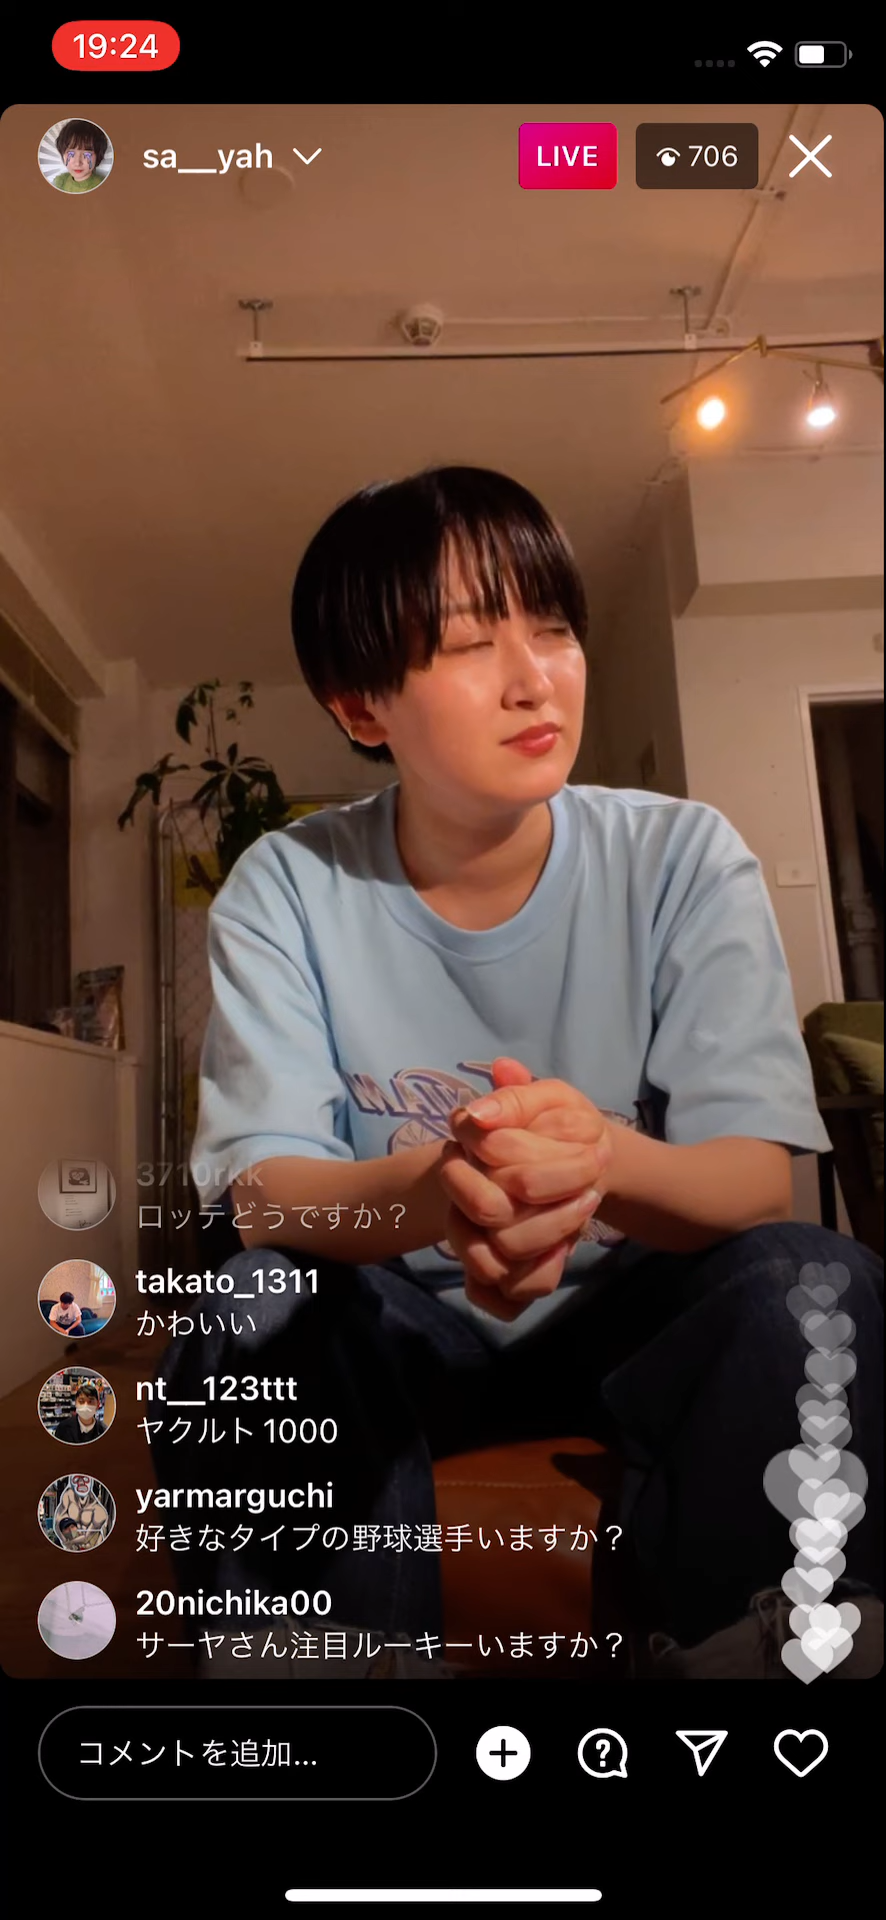 19:24
sa__yah
LIVE
706
3710rkk
ロッテどうですか？
takato_1311
かわいい
nt__123ttt
ヤクルト1000
yarmarguchi
好きなタイプの野球選手いますか？
20nichika00
サーヤさん注目ルーキーいますか？
コメントを追加...